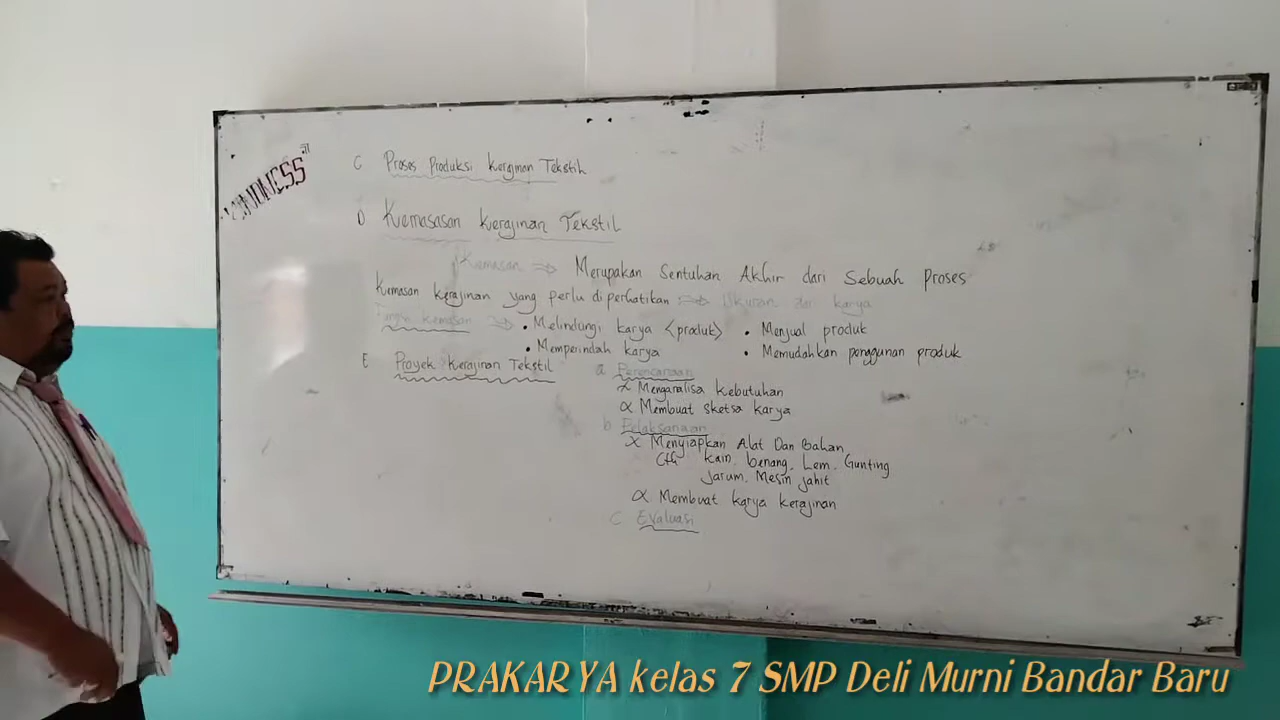 C Proses Produksi Kerajinan Tekstil
D Kemasasan Kerajinan Tekstil
Kemasan ⇒ Merupakan Sentuhan Akhir dari Sebuah Proses
Kemasan kerajinan yang perlu diperhatikan ⇒ Ukuran dari karya
Fungsi Kemasan ⇒ • Melindungi karya <produk> • Menjual produk
• Memperindah karya • Memudahkan penggunan produk
E Proyek Kerajinan Tekstil
a Perencanaan
α Menganalisa kebutuhan
α Membuat sketsa karya
b Pelaksanaan
α Menyiapkan Alat Dan Bahan
Cth Kain, benang, Lem, Gunting
Jarum, Mesin jahit
α Membuat karya kerajinan
C Evaluasi
PRAKARYA kelas 7 SMP Deli Murni Bandar Baru